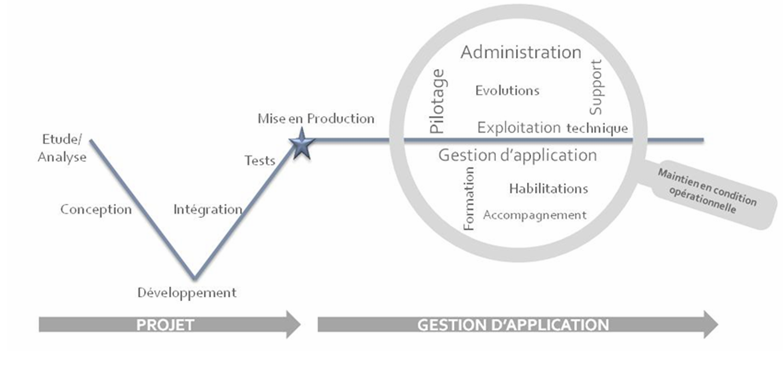 Etude/
Analyse
Conception
Développement
Intégration
Tests
Mise en Production
Administration
Pilotage
Evolutions
Support
Exploitation technique
Gestion d'application
Formation
Habilitations
Accompagnement
Maintien en condition
opérationnelle
PROJET
GESTION D'APPLICATION